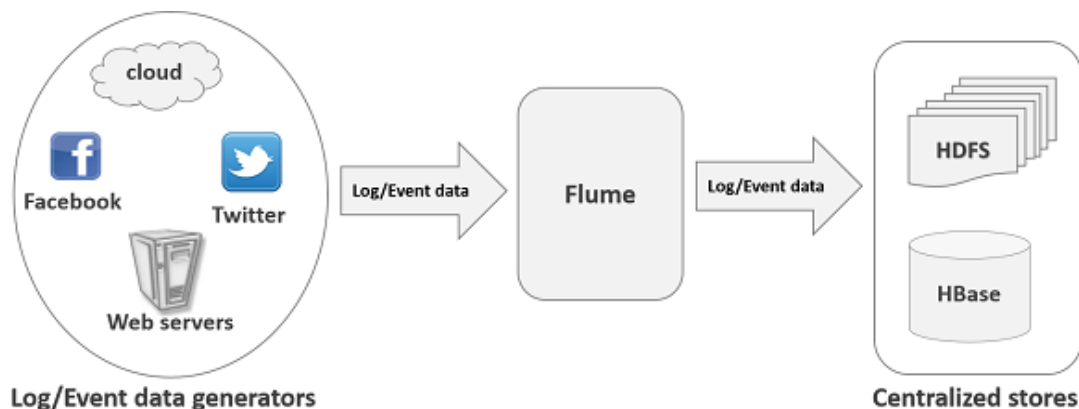 cloud
Facebook
Twitter
Web servers
Log/Event data generators
Log/Event data
Flume
Log/Event data
HDFS
HBase
Centralized stores